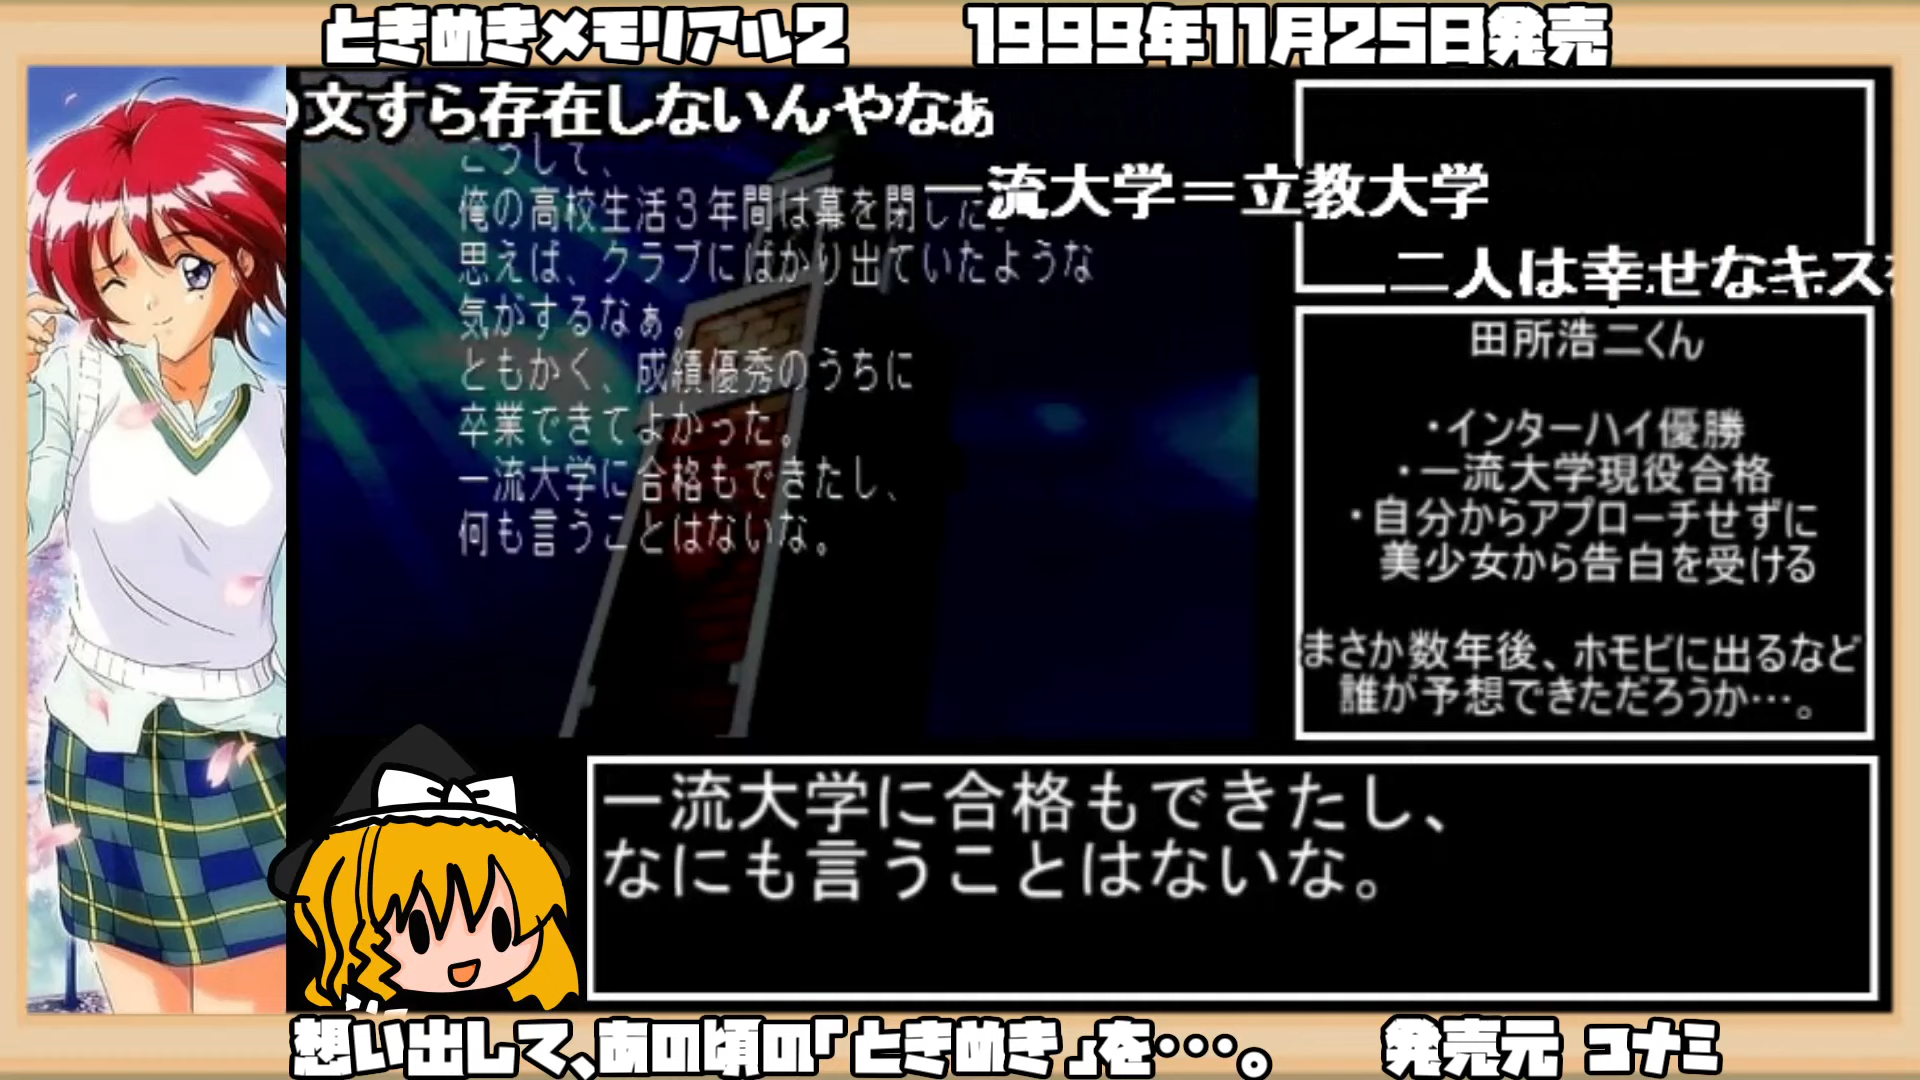 ときめきメモリアル2　1999年11月25日発売
の文すら存在しないんやなぁ
こうして、
俺の高校生活3年間は幕を閉じた。
一流大学=立教大学
思えば、クラブにばかり出ていたような
気がするなぁ。
ともかく、成績優秀のうちに
卒業できてよかった。
一流大学に合格もできたし、
何も言うことはないな。
二人は幸せなキスを
田所浩二くん
・インターハイ優勝
・一流大学現役合格
・自分からアプローチせずに
美少女から告白を受ける
まさか数年後、ホモビに出るなど
誰が予想できただろうか…。
一流大学に合格もできたし、
なにも言うことはないな。
想い出して、あの頃の「ときめき」を…。　発売元 コナミ